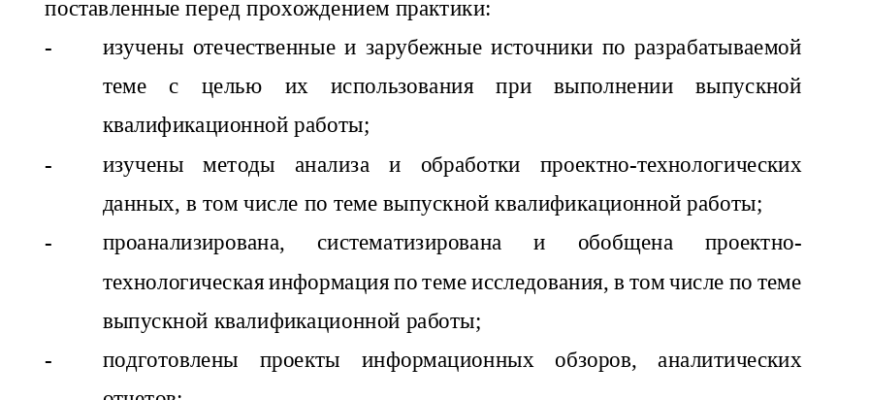 поставленные перед прохождением практики:
- изучены отечественные и зарубежные источники по разрабатываемой
теме с целью их использования при выполнении выпускной
квалификационной работы;
- изучены методы анализа и обработки проектно-технологических
данных, в том числе по теме выпускной квалификационной работы;
- проанализирована, систематизирована и обобщена проектно-
технологическая информация по теме исследования, в том числе по теме
выпускной квалификационной работы;
- подготовлены проекты информационных обзоров, аналитических
отчетов;